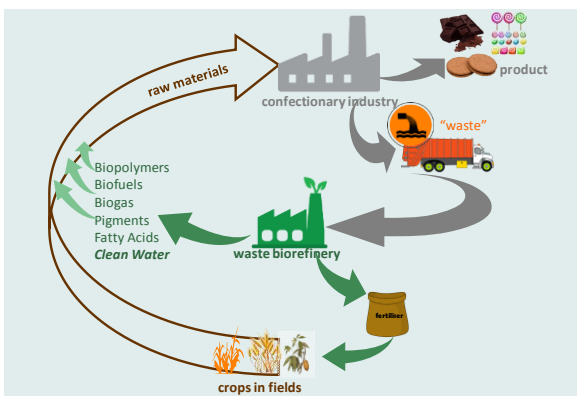 raw materials
confectionary industry
product
"waste"
Biopolymers
Biofuels
Biogas
Pigments
Fatty Acids
Clean Water
waste biorefinery
fertiliser
crops in fields